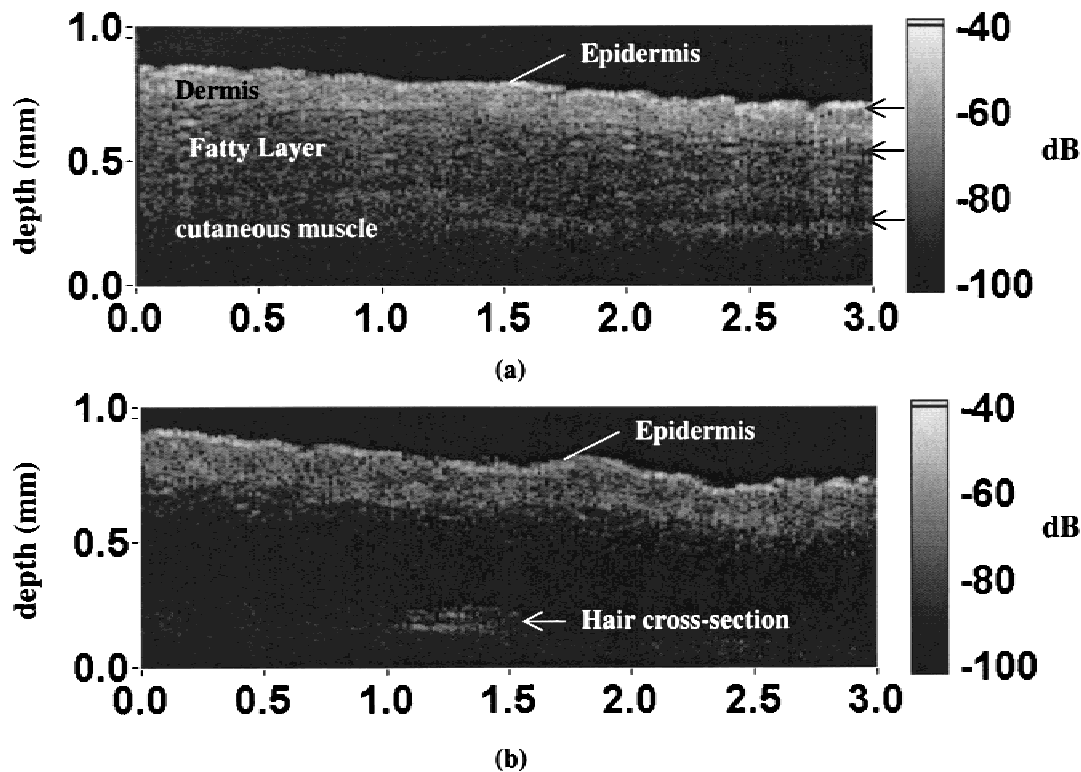 1.0
Epidermis
-40
Dermis
-60
depth (mm)
0.5
Fatty Layer
dB
-80
cutaneous muscle
0.0
-100
0.0 0.5 1.0 1.5 2.0 2.5 3.0
(a)
1.0
-40
Epidermis
-60
depth (mm)
0.5
dB
-80
Hair cross-section
0.0
-100
0.0 0.5 1.0 1.5 2.0 2.5 3.0
(b)